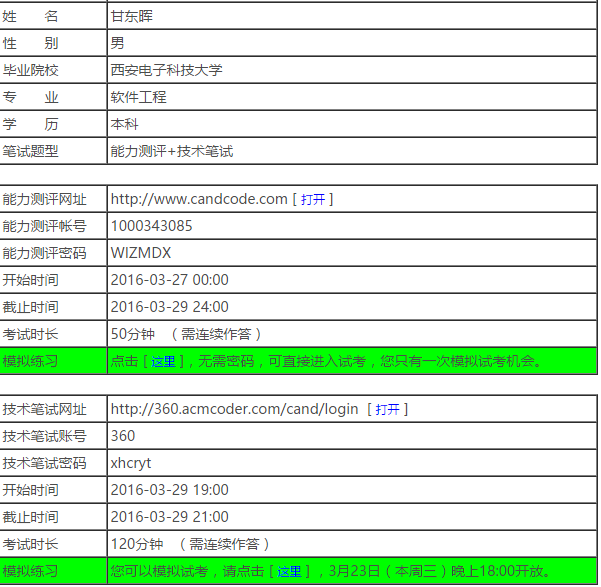 姓　　名 甘东晖
性　　别 男
毕业院校 西安电子科技大学
专　　业 软件工程
学　　历 本科
笔试题型 能力测评+技术笔试
能力测评网址 http://www.candcode.com [ 打开 ]
能力测评帐号 1000343085
能力测评密码 WIZMDX
开始时间 2016-03-27 00:00
截止时间 2016-03-29 24:00
考试时长 50分钟 （需连续作答）
模拟练习 点击 [ 这里 ]，无需密码，可直接进入试考，您只有一次模拟试考机会。
技术笔试网址 http://360.acmcoder.com/cand/login [ 打开 ]
技术笔试账号 360
技术笔试密码 xhcryt
开始时间 2016-03-29 19:00
截止时间 2016-03-29 21:00
考试时长 120分钟 （需连续作答）
模拟练习 您可以模拟试考，请点击 [ 这里 ] ，3月23日（本周三）晚上18:00开放。